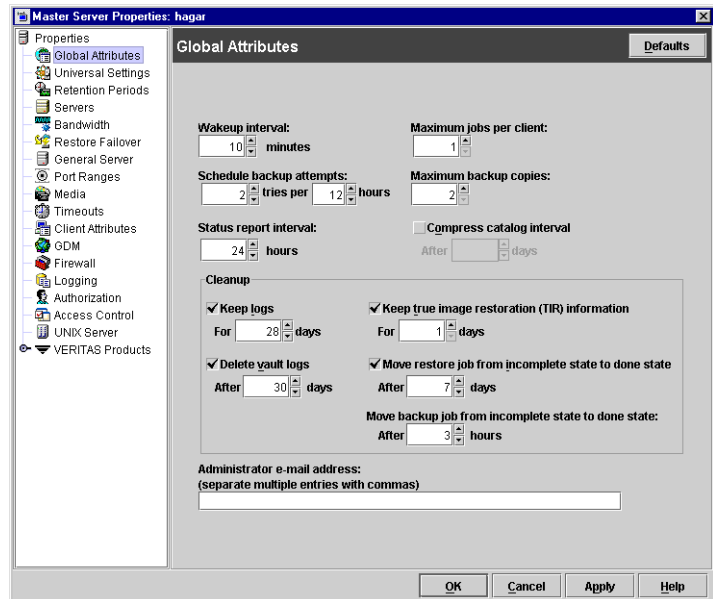 Master Server Properties: hagar
Properties
Global Attributes
Universal Settings
Retention Periods
Servers
Bandwidth
Restore Failover
General Server
Port Ranges
Media
Timeouts
Client Attributes
GDM
Firewall
Logging
Authorization
Access Control
UNIX Server
VERITAS Products
Global Attributes
Defaults
Wakeup interval:
10 minutes
Maximum jobs per client:
1
Schedule backup attempts:
2 tries per 12 hours
Maximum backup copies:
2
Status report interval:
24 hours
Compress catalog interval
After days
Cleanup
Keep logs
For 28 days
Keep true image restoration (TIR) information
For 1 days
Delete vault logs
After 30 days
Move restore job from incomplete state to done state
After 7 days
Move backup job from incomplete state to done state:
After 3 hours
Administrator e-mail address:
(separate multiple entries with commas)
OK Cancel Apply Help